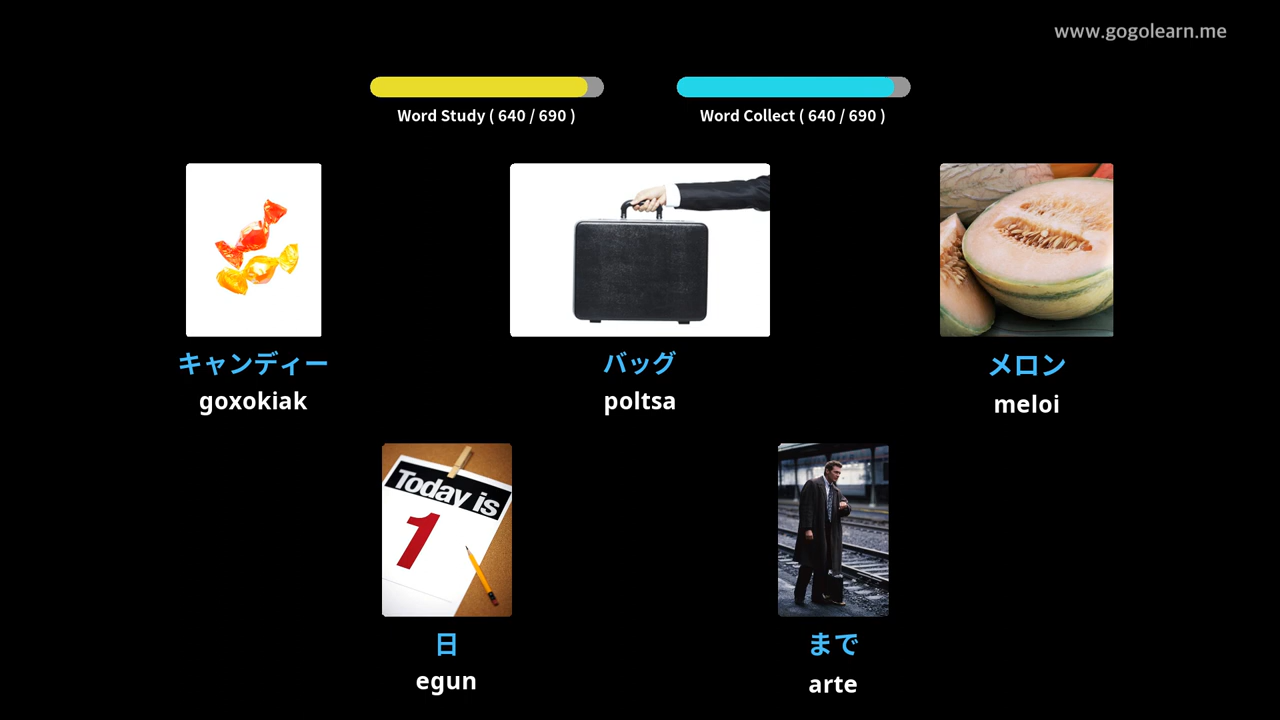 www.gogolearn.me
Word Study ( 640 / 690 )
Word Collect ( 640 / 690 )
キャンディー
goxokiak
バッグ
poltsa
メロン
meloi
Today is
1
日
egun
まで
arte